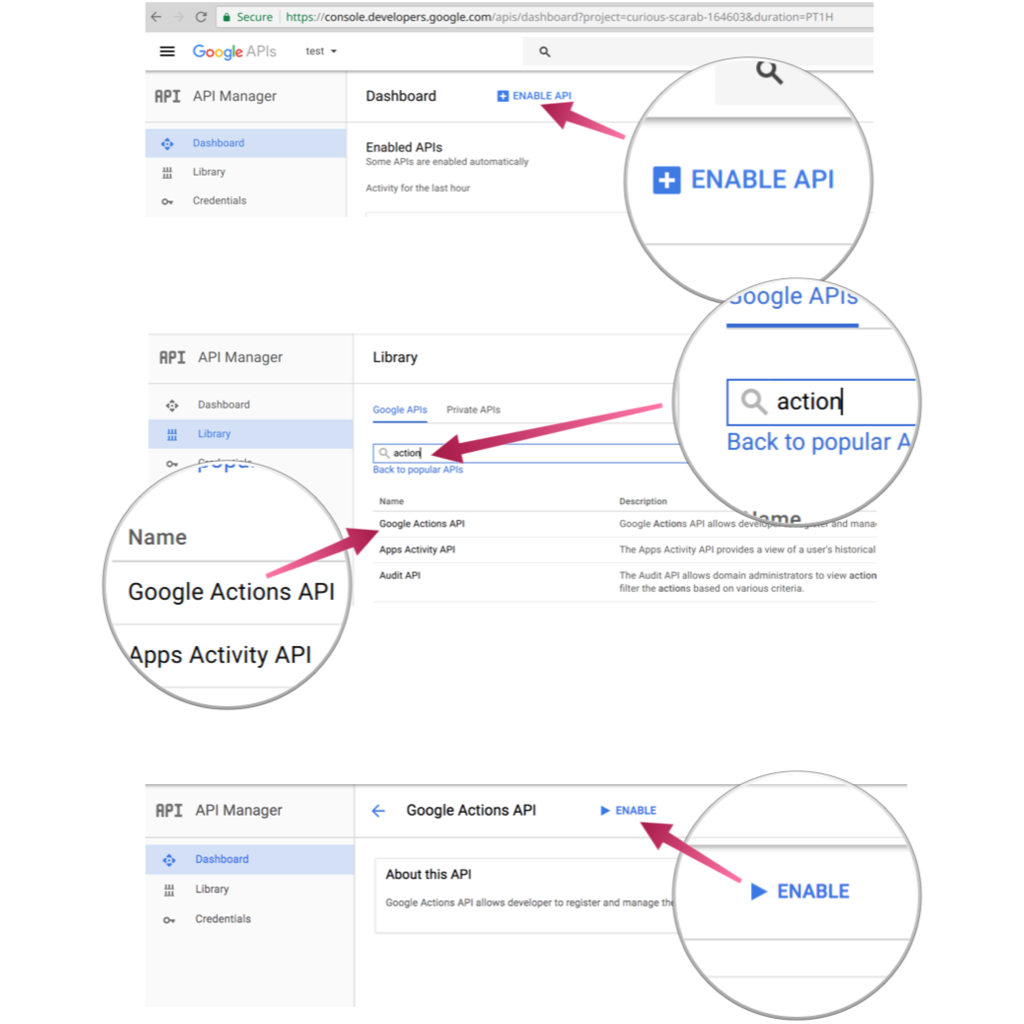 Secure https://console.developers.google.com/apis/dashboard?project=curious-scarab-164603&duration=PT1H
Google APIs test
API API Manager Dashboard ENABLE API
Dashboard
Library
Credentials
Enabled APIs
Some APIs are enabled automatically
Activity for the last hour
ENABLE API
API API Manager Library
Dashboard
Library
Google APIs Private APIs
action
Back to popular APIs
Name Description
Google Actions API Google Actions API allows and
Apps Activity API The Apps Activity API provides a view of a user's historical
Audit API The Audit API allows domain administrators to view action
filter the actions based on various criteria.
Google APIs
action
Back to popular A
Name
Name
Google Actions API
Apps Activity API
API API Manager Google Actions API ENABLE
Dashboard
Library
Credentials
About this API
Google Actions API allows developer to register and manage the
ENABLE